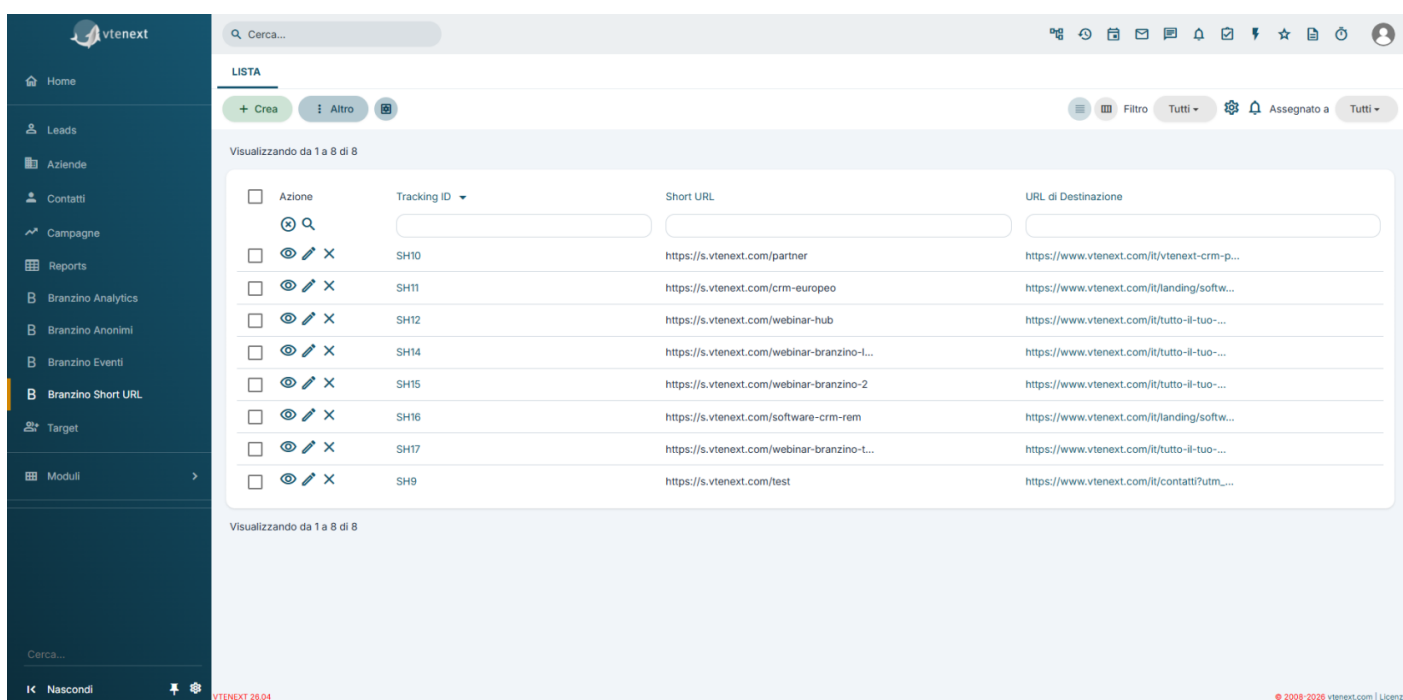 vtenext
Cerca...
Home
LISTA
+ Crea
Altro
Filtro
Tutti
Assegnato a
Tutti
Leads
Aziende
Contatti
Campagne
Reports
B Branzino Analytics
B Branzino Anonimi
B Branzino Eventi
B Branzino Short URL
Target
Moduli
Visualizzando da 1 a 8 di 8
Azione Tracking ID Short URL URL di Destinazione
SH10 https://s.vtenext.com/partner https://www.vtenext.com/it/vtenext-crm-p...
SH11 https://s.vtenext.com/crm-europeo https://www.vtenext.com/it/landing/softw...
SH12 https://s.vtenext.com/webinar-hub https://www.vtenext.com/it/tutto-il-tuo-...
SH14 https://s.vtenext.com/webinar-branzino-l... https://www.vtenext.com/it/tutto-il-tuo-...
SH15 https://s.vtenext.com/webinar-branzino-2 https://www.vtenext.com/it/tutto-il-tuo-...
SH16 https://s.vtenext.com/software-crm-rem https://www.vtenext.com/it/landing/softw...
SH17 https://s.vtenext.com/webinar-branzino-t... https://www.vtenext.com/it/tutto-il-tuo-...
SH9 https://s.vtenext.com/test https://www.vtenext.com/it/contatti?utm_...
Visualizzando da 1 a 8 di 8
Cerca...
Nascondi
VTENEXT 26.04
© 2008-2026 vtenext.com | Licenz